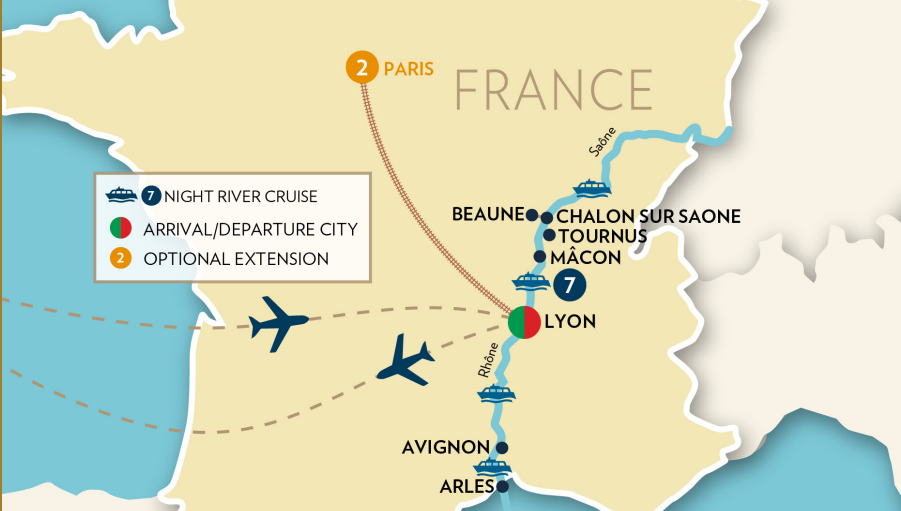 2 PARIS
FRANCE
Saône
7 NIGHT RIVER CRUISE
ARRIVAL/DEPARTURE CITY
2 OPTIONAL EXTENSION
BEAUNE
CHALON SUR SAONE
TOURNUS
MÂCON
7
LYON
Rhône
AVIGNON
ARLES